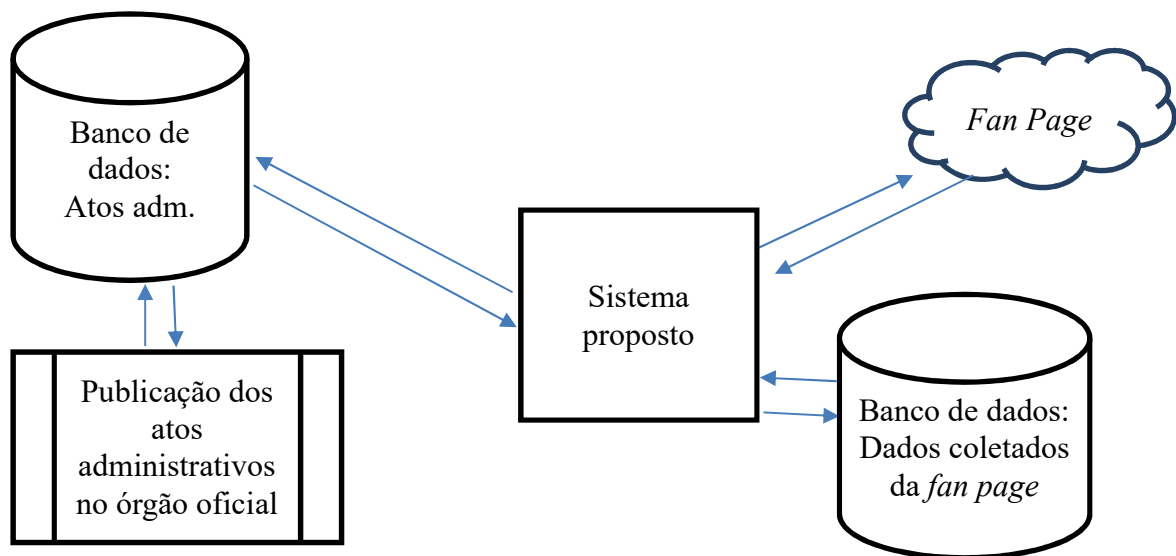 Banco de
dados:
Atos adm.
Fan Page
Sistema
proposto
Publicação dos
atos
administrativos
no órgão oficial
Banco de dados:
Dados coletados
da fan page